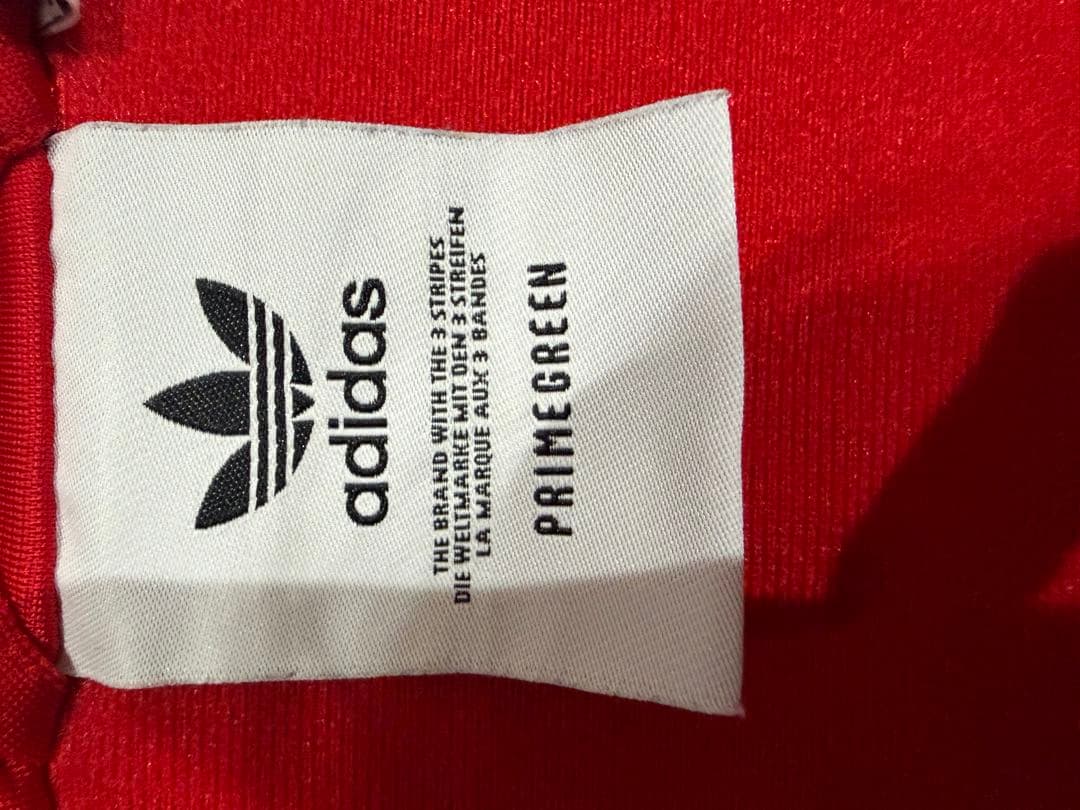 adidas
THE BRAND WITH THE 3 STRIPES
DIE WELTMARKE MIT DEN 3 STREIFEN
LA MARQUE AUX 3 BANDES
PRIMEGREEN